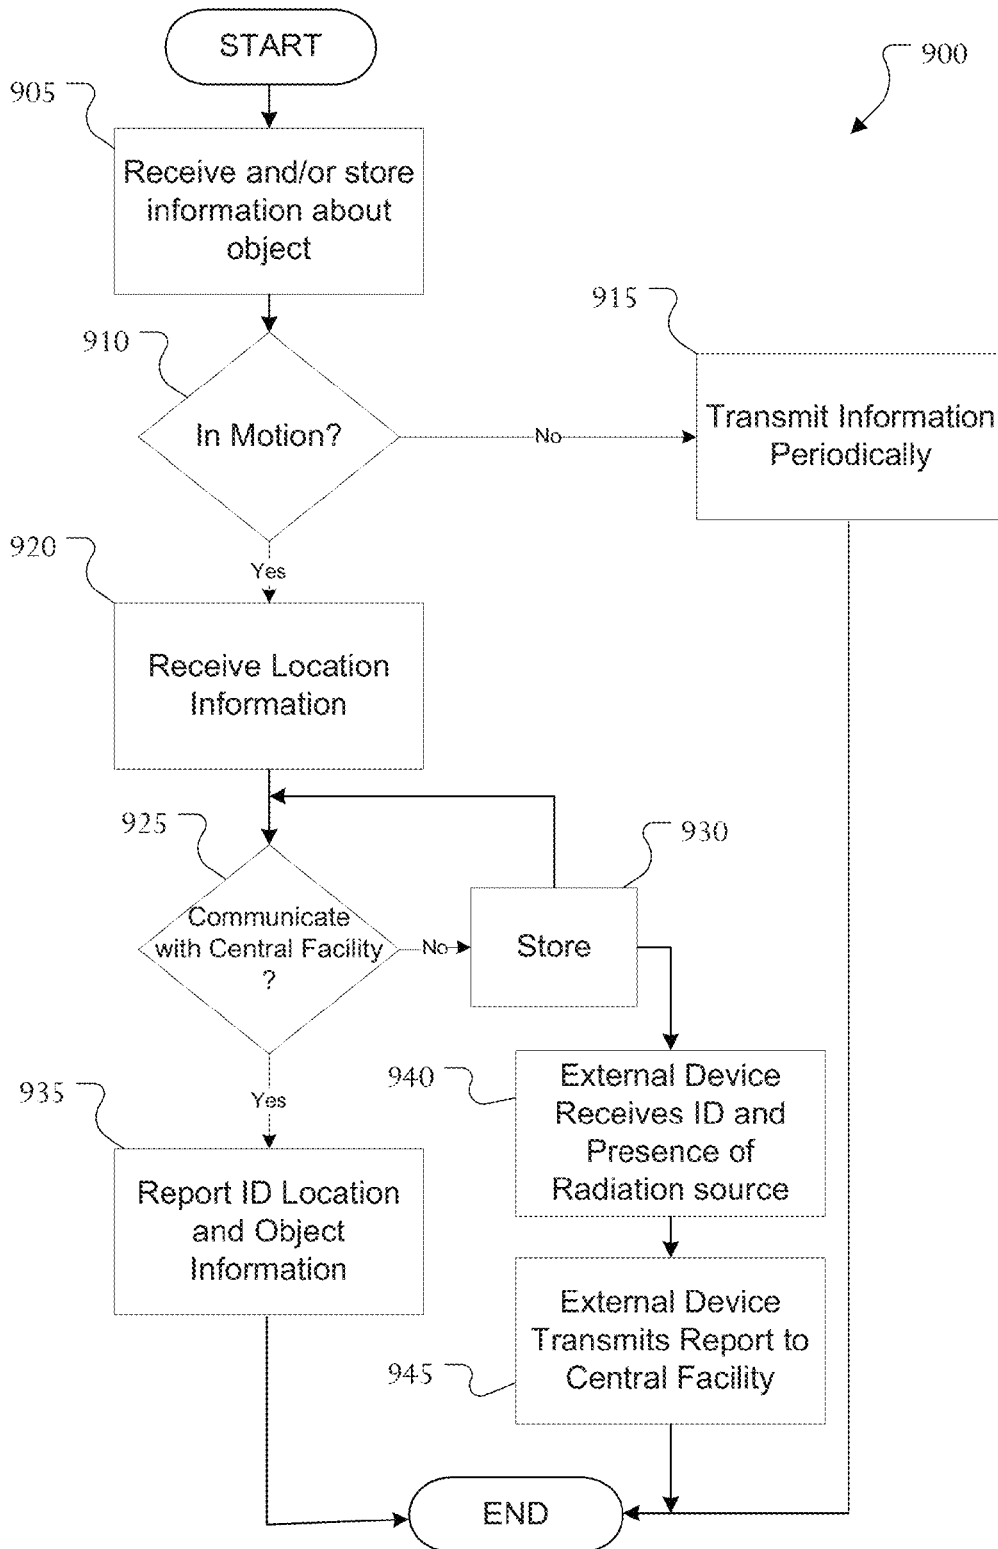 START
900
905
Receive and/or store
information about
object
915
910
In Motion?
No
Transmit Information
Periodically
920
Yes
Receive Location
Information
925
930
Communicate
with Central Facility
?
No
Store
940
External Device
Receives ID and
Presence of
Radiation source
935
Yes
Report ID Location
and Object
Information
External Device
Transmits Report to
Central Facility
945
END